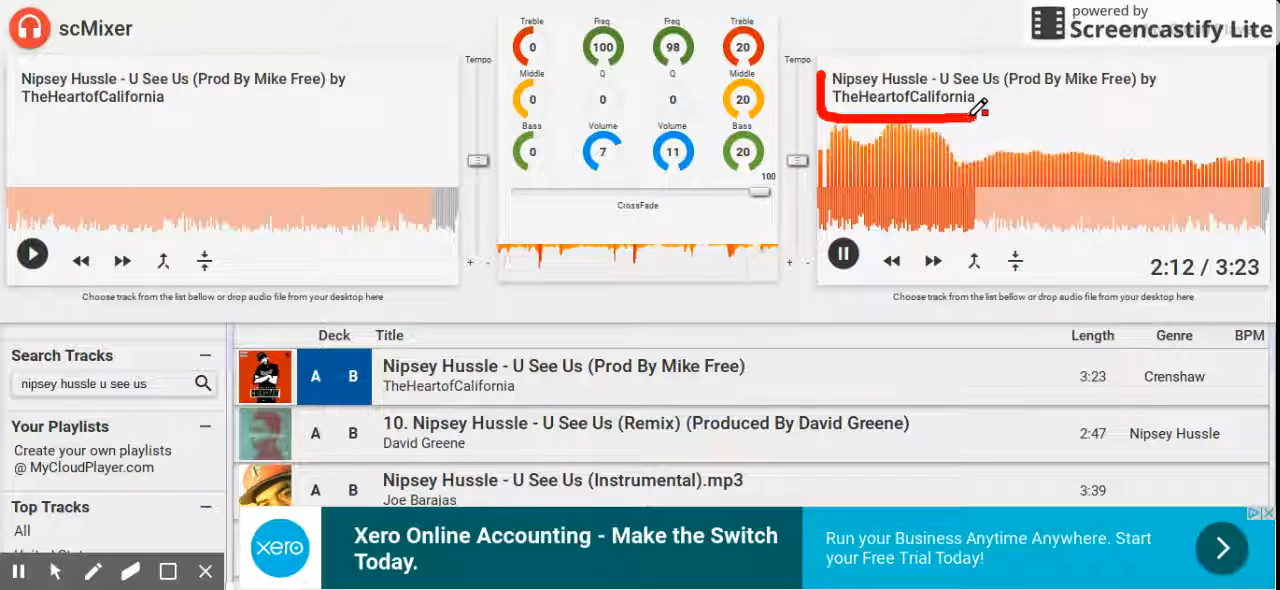 scMixer
powered by
Screencastify Lite
Nipsey Hussle - U See Us (Prod By Mike Free) by
TheHeartofCalifornia
Tempo
Treble
Freq
Freq
Treble
0
100
98
20
Middle
Q
Q
Middle
0
0
0
20
Bass
Volume
Volume
Bass
0
7
11
20
100
CrossFade
+ -
Tempo
+ -
Nipsey Hussle - U See Us (Prod By Mike Free) by
TheHeartofCalifornia
2:12 / 3:23
Choose track from the list bellow or drop audio file from your desktop here
Choose track from the list bellow or drop audio file from your desktop here
Search Tracks
nipsey hussle u see us
Your Playlists
Create your own playlists
@ MyCloudPlayer.com
Top Tracks
All
Deck Title Length Genre BPM
A B Nipsey Hussle - U See Us (Prod By Mike Free) 3:23 Crenshaw
TheHeartofCalifornia
A B 10. Nipsey Hussle - U See Us (Remix) (Produced By David Greene) 2:47 Nipsey Hussle
David Greene
A B Nipsey Hussle - U See Us (Instrumental).mp3 3:39
Joe Barajas
xero
Xero Online Accounting - Make the Switch
Today.
Run your Business Anytime Anywhere. Start
your Free Trial Today!